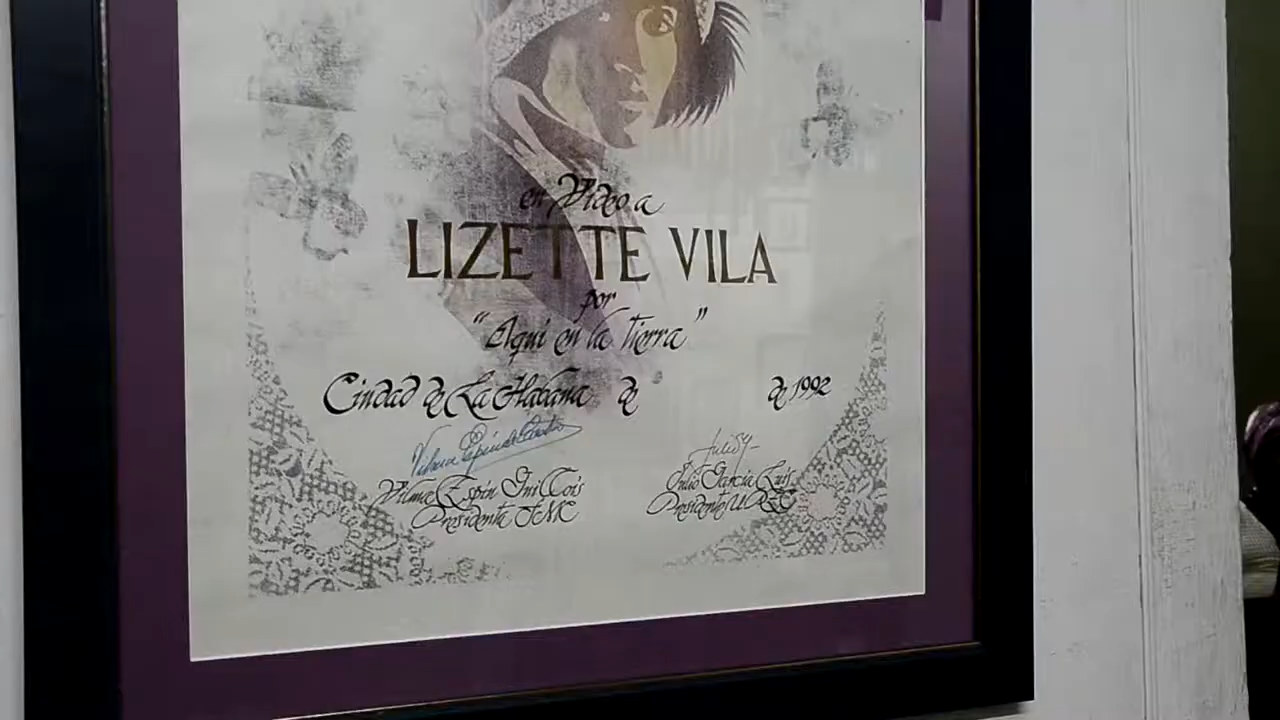 en Video a
LIZETTE VILA
por
"Aquí en la tierra"
Ciudad de La Habana de de 1992
Vilma Espín Guillois
Presidenta FMC
Julio García Luis
Presidente UPEC